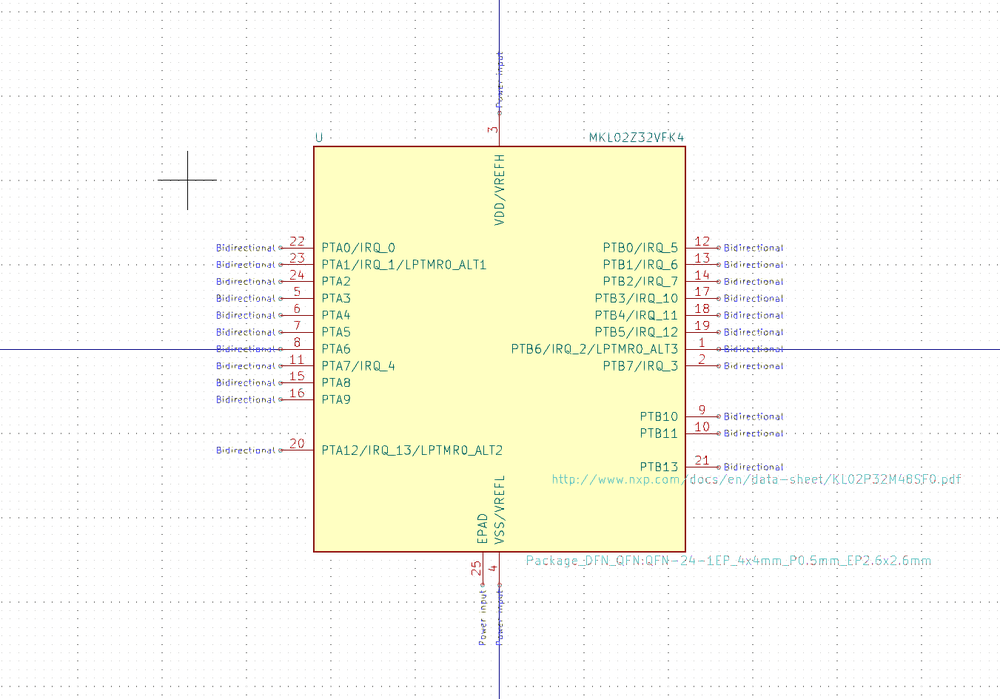 Power input
3
U
MKL02Z32VFK4
VDD/VREFH
Bidirectional 22 PTA0/IRQ_0
PTB0/IRQ_5 12 Bidirectional
Bidirectional 23 PTA1/IRQ_1/LPTMR0_ALT1
PTB1/IRQ_6 13 Bidirectional
Bidirectional 24 PTA2
PTB2/IRQ_7 14 Bidirectional
Bidirectional 5 PTA3
PTB3/IRQ_10 17 Bidirectional
Bidirectional 6 PTA4
PTB4/IRQ_11 18 Bidirectional
Bidirectional 7 PTA5
PTB5/IRQ_12 19 Bidirectional
Bidirectional 8 PTA6
PTB6/IRQ_2/LPTMR0_ALT3 1 Bidirectional
Bidirectional 11 PTA7/IRQ_4
PTB7/IRQ_3 2 Bidirectional
Bidirectional 15 PTA8
Bidirectional 16 PTA9
PTB10 9 Bidirectional
PTB11 10 Bidirectional
Bidirectional 20 PTA12/IRQ_13/LPTMR0_ALT2
PTB13 21 Bidirectional
http://www.nxp.com/docs/en/data-sheet/KL02P32M48SF0.pdf
EPAD
VSS/VREFL
Package_DFN_QFN:QFN-24-1EP_4x4mm_P0.5mm_EP2.6x2.6mm
25
4
Power input
Power input